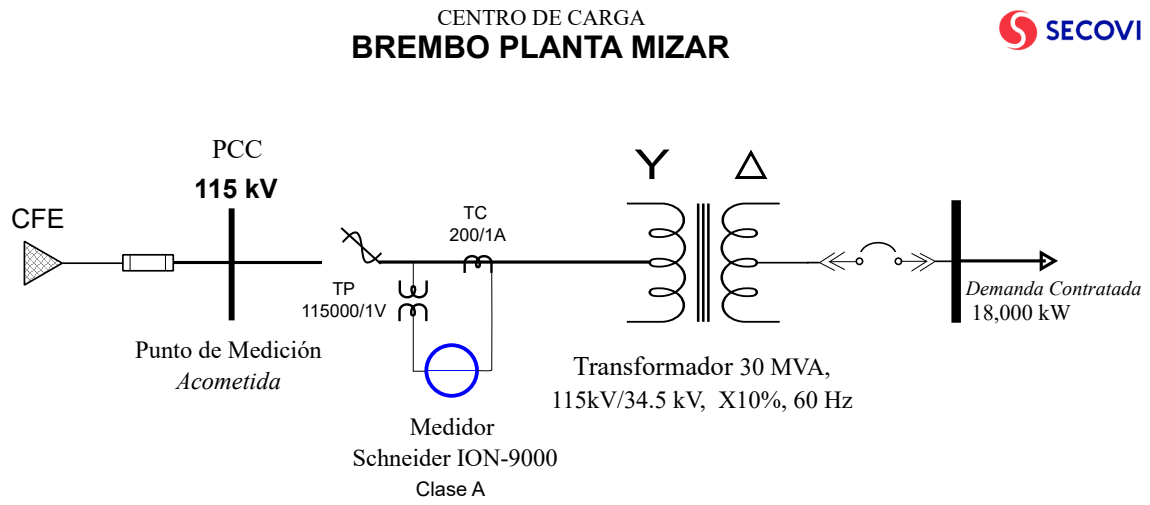 CENTRO DE CARGA
BREMBO PLANTA MIZAR
SECOVI
PCC
115 kV
CFE
TC
200/1A
TP
115000/1V
Y
Δ
Punto de Medición
Acometida
Medidor
Schneider ION-9000
Clase A
Transformador 30 MVA,
115kV/34.5 kV, X10%, 60 Hz
Demanda Contratada
18,000 kW